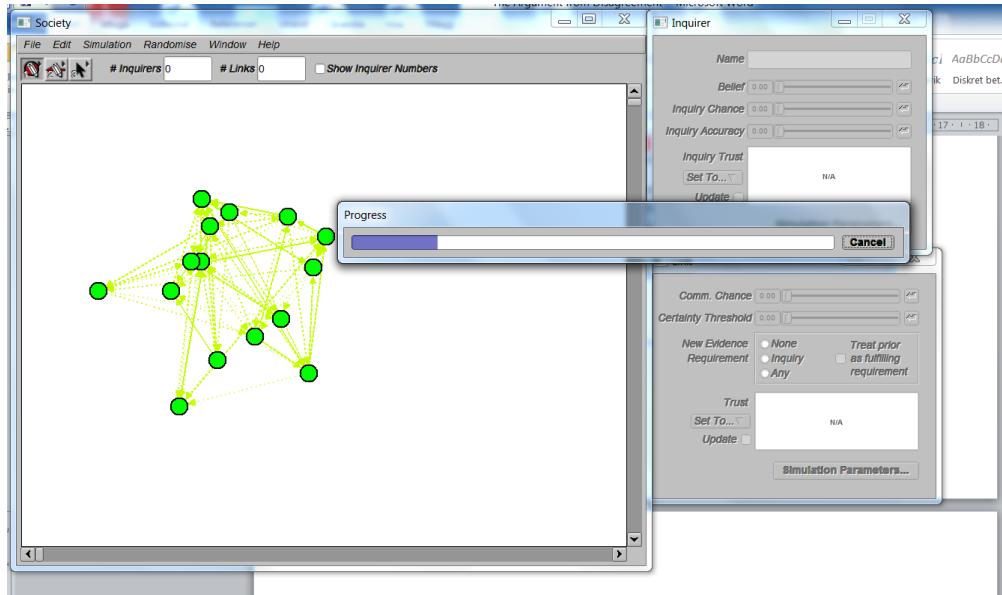 The Argument from Disagreement - Microsoft Word
Society
File Edit Simulation Randomise Window Help
# Inquirers 0 # Links 0 Show Inquirer Numbers
Inquirer
Name
Belief 0.00
Inquiry Chance 0.00
Inquiry Accuracy 0.00
Inquiry Trust
Set To...
N/A
Update
AaBbCcD
Diskret bet.
17 · 18
Progress
Cancel
Comm. Chance 0.00
Certainty Threshold 0.00
New Evidence
Requirement
None
Inquiry
Any
Treat prior
as fulfilling
requirement
Trust
Set To...
N/A
Update
Simulation Parameters...